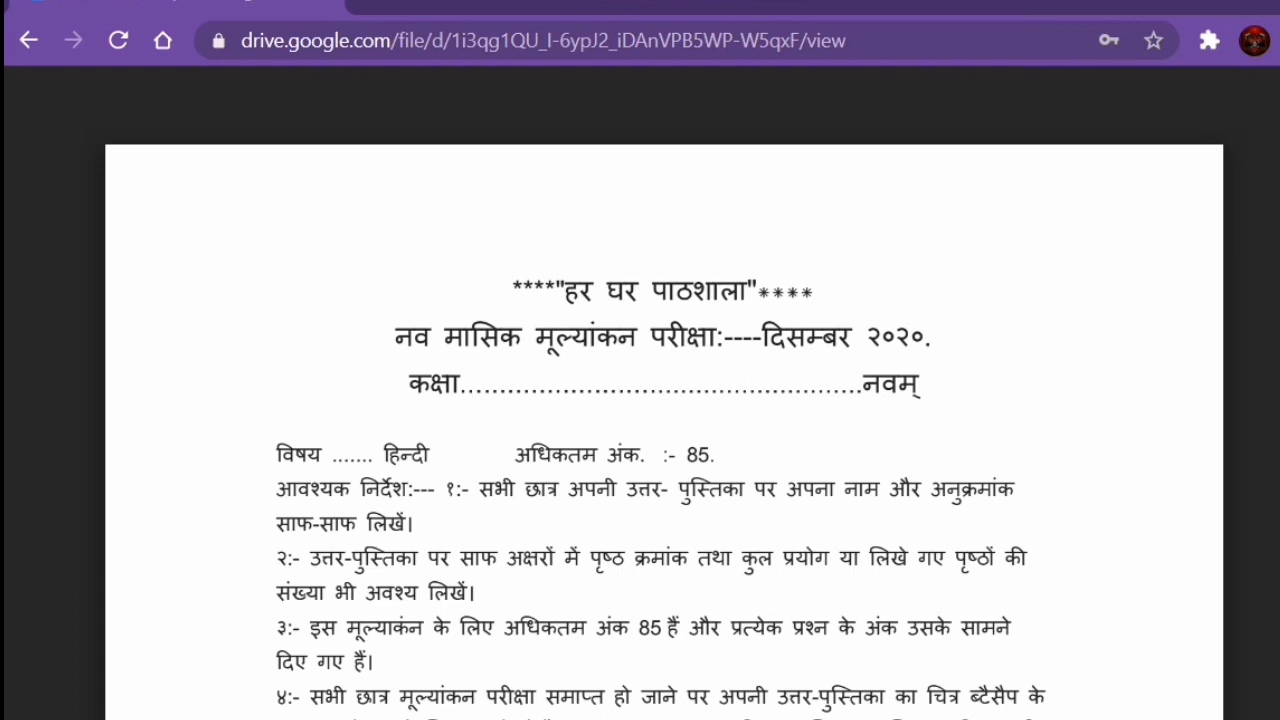 drive.google.com/file/d/1i3qg1QU_I-6ypJ2_iDAnVPB5WP-W5qxF/view
****"हर घर पाठशाला"****
नव मासिक मूल्यांकन परीक्षा:----दिसम्बर २०२०.
कक्षा...................................................नवम्
विषय ....... हिन्दी अधिकतम अंक. :- 85.
आवश्यक निर्देश:--- १:- सभी छात्र अपनी उत्तर- पुस्तिका पर अपना नाम और अनुक्रमांक
साफ-साफ लिखें।
२:- उत्तर-पुस्तिका पर साफ अक्षरों में पृष्ठ क्रमांक तथा कुल प्रयोग या लिखे गए पृष्ठों की
संख्या भी अवश्य लिखें।
३:- इस मूल्याकंन के लिए अधिकतम अंक 85 हैं और प्रत्येक प्रश्न के अंक उसके सामने
दिए गए हैं।
४:- सभी छात्र मूल्यांकन परीक्षा समाप्त हो जाने पर अपनी उत्तर-पुस्तिका का चित्र ब्टैसैप के